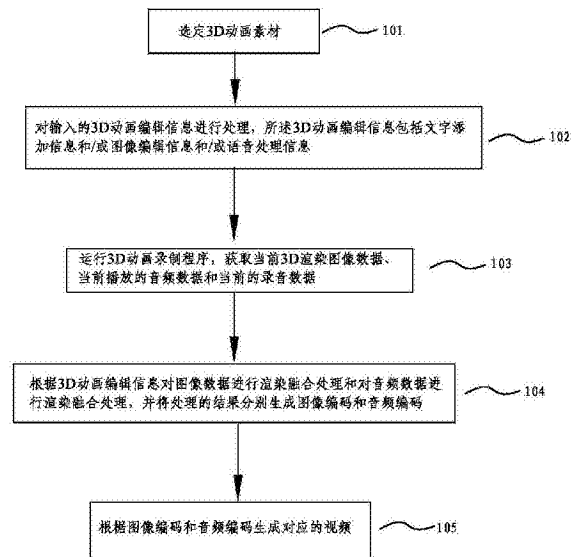 选定3D动画素材
101
对输入的3D动画编辑信息进行处理，所述3D动画编辑信息包括文字添
加信息和/或图像编辑信息和/或语音处理信息
102
运行3D动画录制程序，获取当前3D渲染图像数据、
当前播放的音频数据和当前的录音数据
103
根据3D动画编辑信息对图像数据进行渲染融合处理和对音频数据进
行渲染融合处理，并将处理的结果分别生成图像编码和音频编码
104
根据图像编码和音频编码生成对应的视频
105